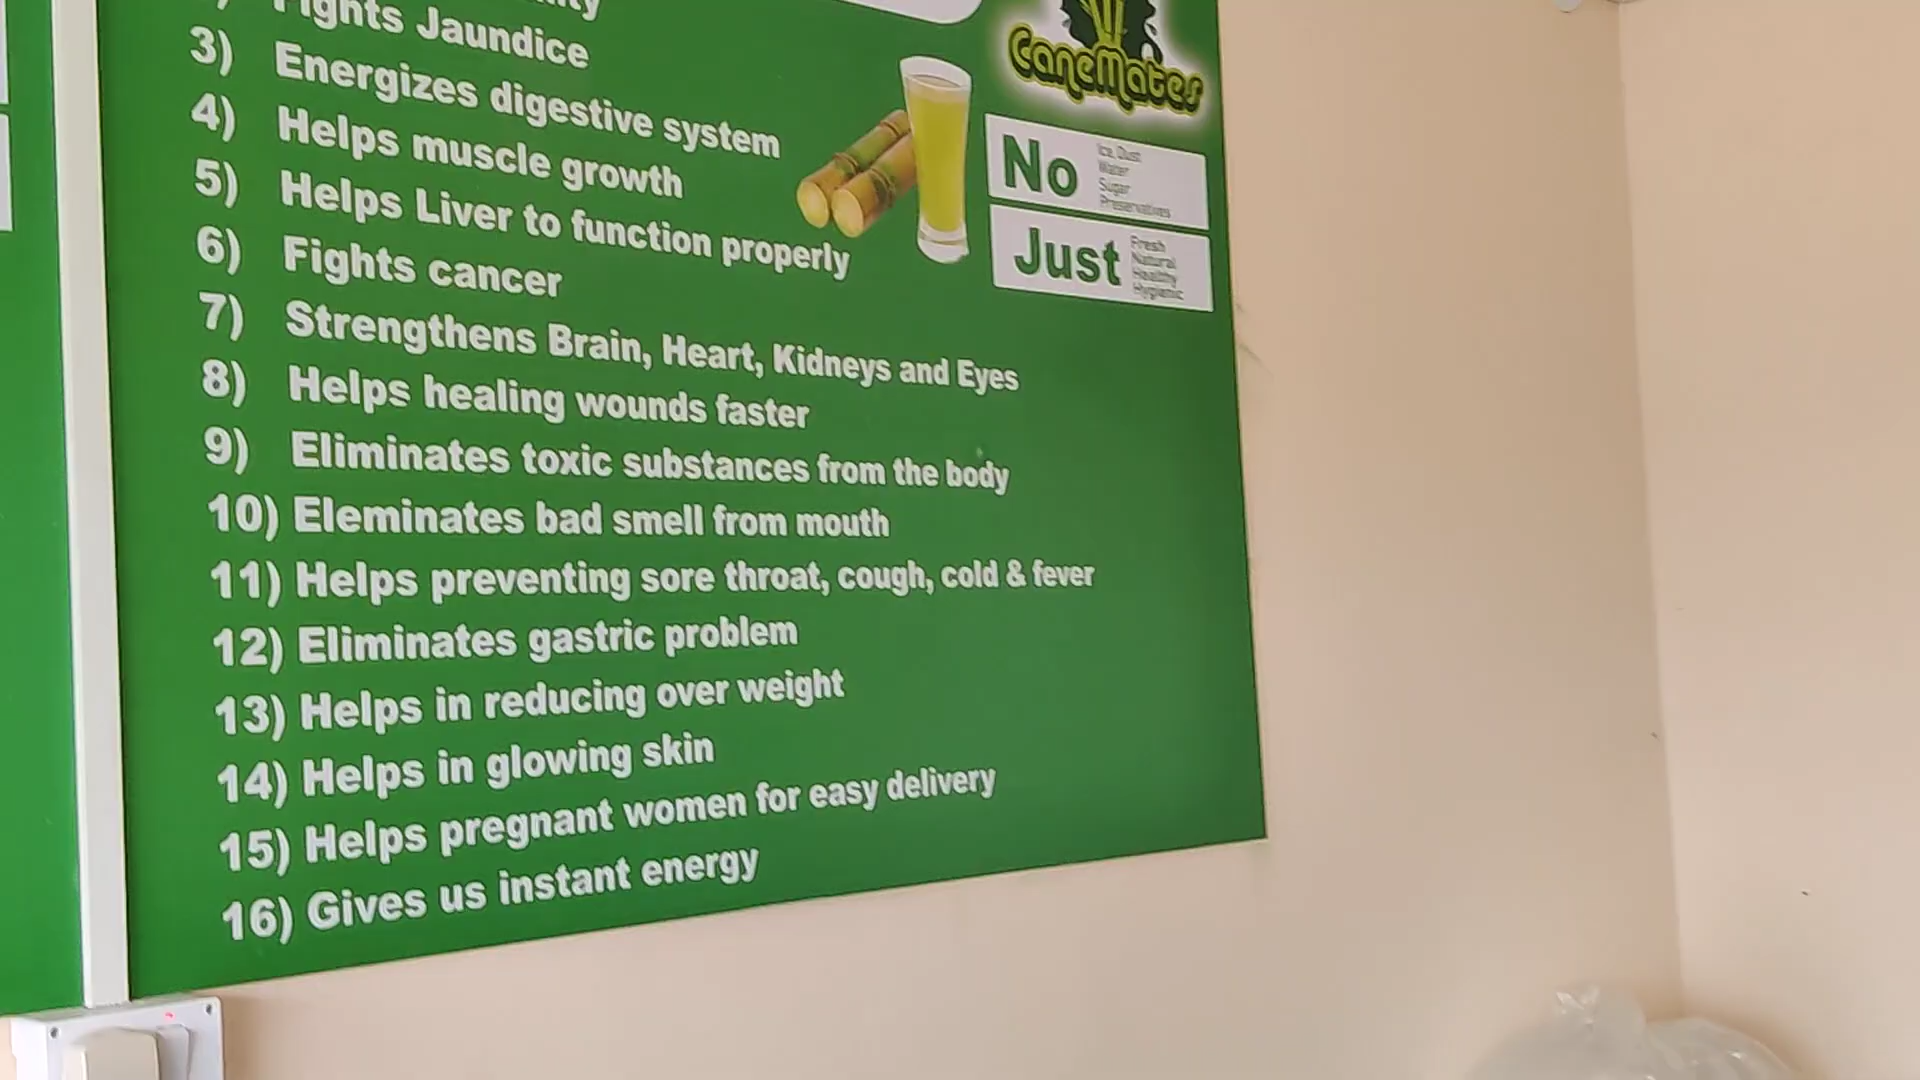 Fights Jaundice
3) Energizes digestive system
4) Helps muscle growth
5) Helps Liver to function properly
6) Fights cancer
7) Strengthens Brain, Heart, Kidneys and Eyes
8) Helps healing wounds faster
9) Eliminates toxic substances from the body
10) Eleminates bad smell from mouth
11) Helps preventing sore throat, cough, cold & fever
12) Eliminates gastric problem
13) Helps in reducing over weight
14) Helps in glowing skin
15) Helps pregnant women for easy delivery
16) Gives us instant energy
CaneMates
No
Ice, Dust
Water
Sugar
Preservatives
Just
Fresh
Natural
Healthy
Hygienic